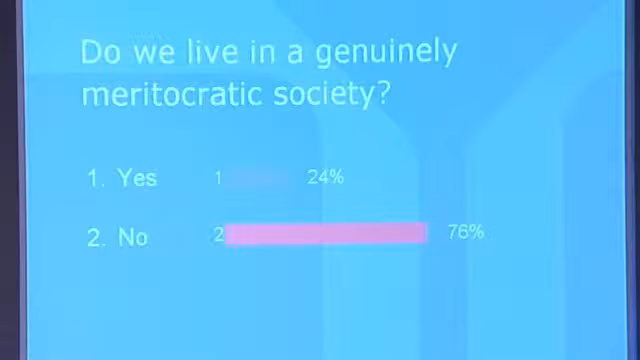 Do we live in a genuinely
meritocratic society?
1. Yes 1 24%
2. No 2 76%